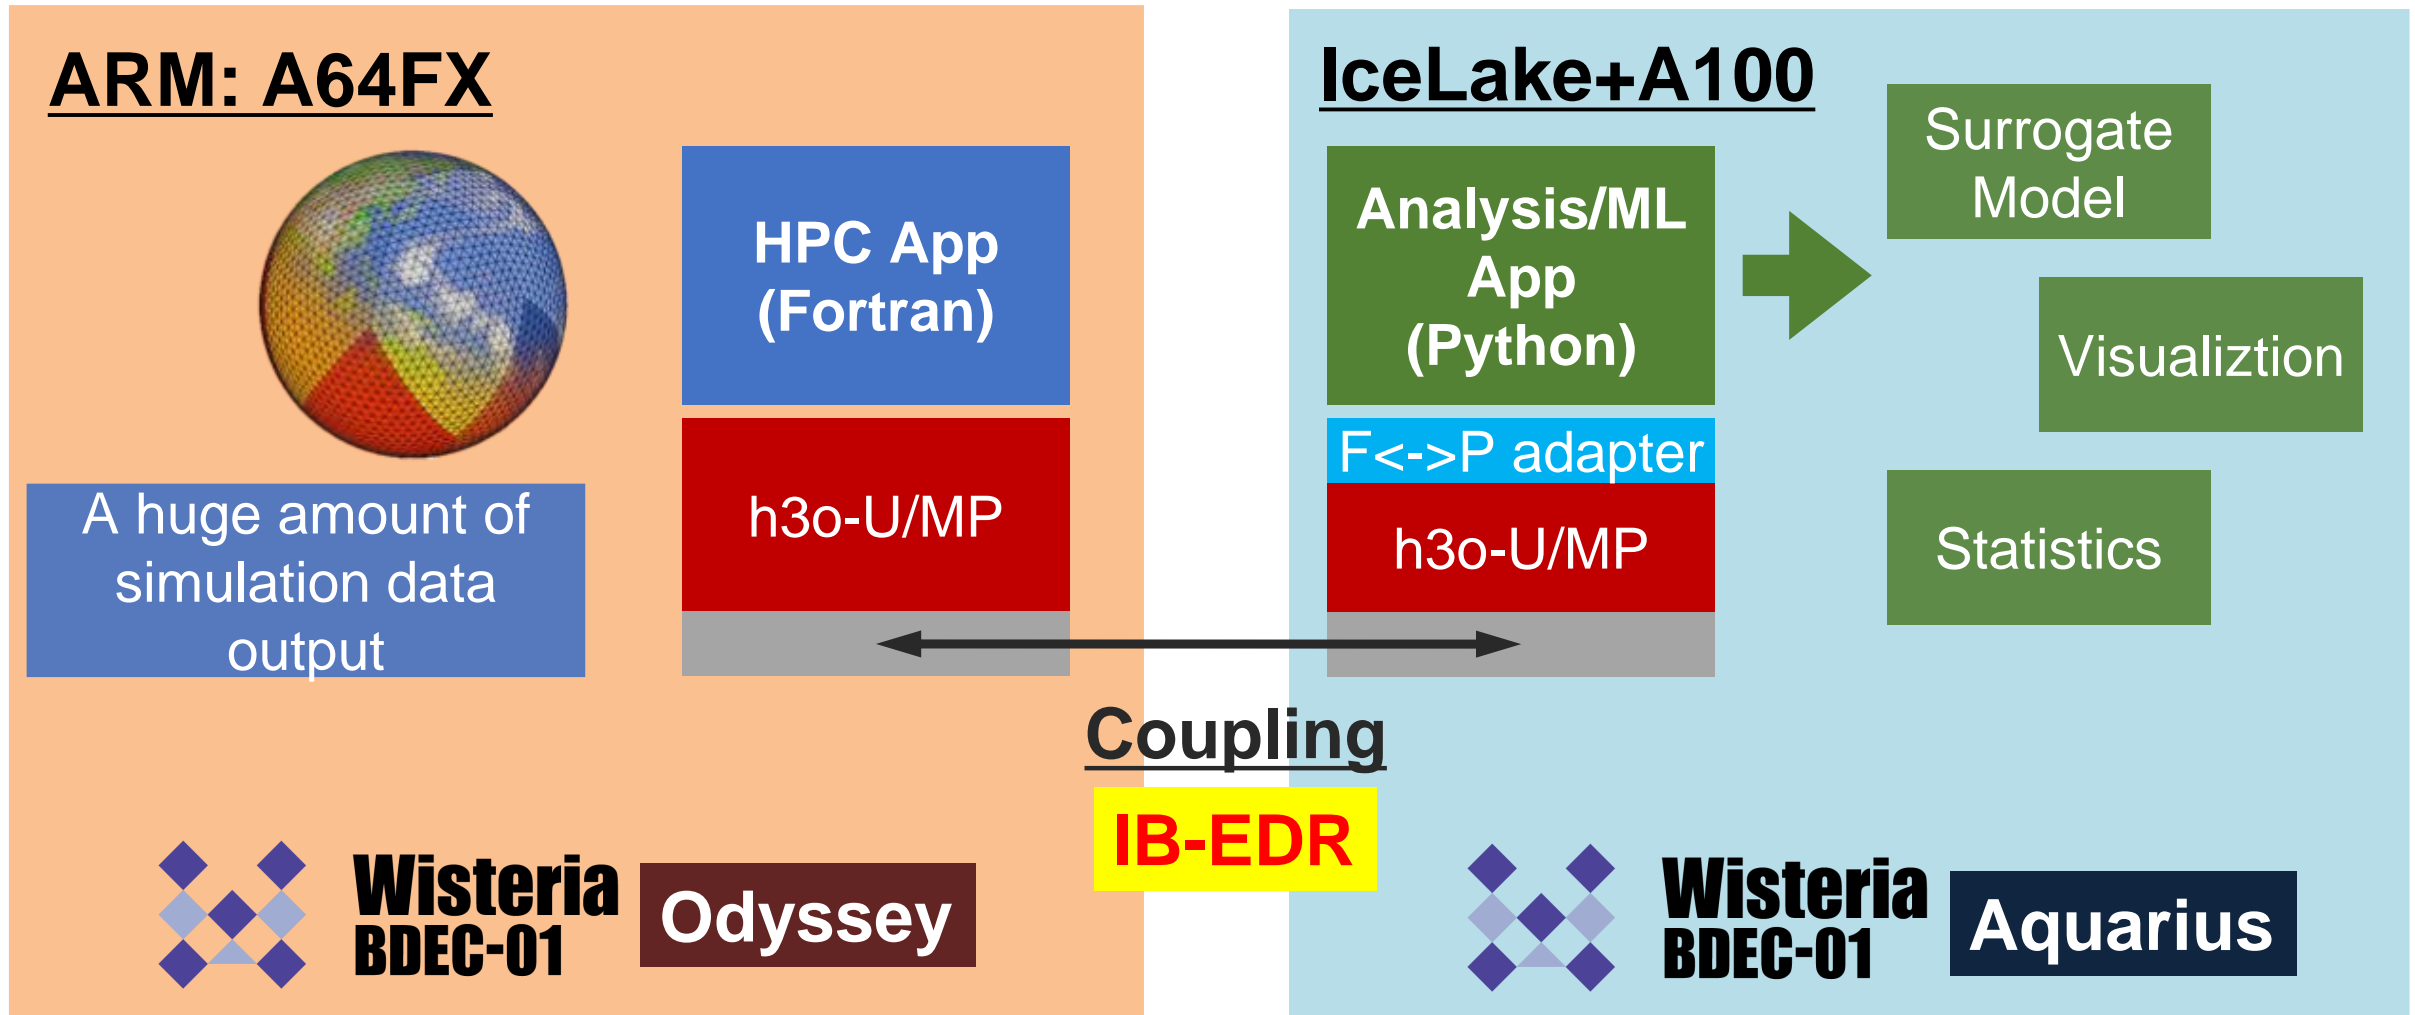 ARM: A64FX
HPC App
(Fortran)
h3o-U/MP
A huge amount of
simulation data
output
Wisteria
BDEC-01
Odyssey
Coupling
IB-EDR
IceLake+A100
Analysis/ML
App
(Python)
F<->P adapter
h3o-U/MP
Surrogate
Model
Visualiztion
Statistics
Wisteria
BDEC-01
Aquarius